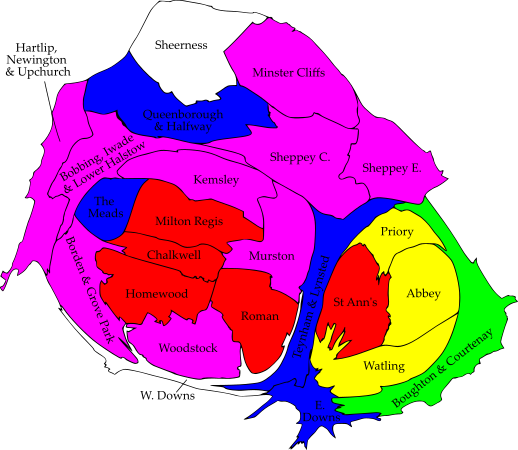 Sheerness
Hartlip,
Newington
& Upchurch
Minster Cliffs
Queenborough
& Halfway
Bobbing, Iwade
& Lower Halstow
Sheppey C.
Sheppey E.
Kemsley
The
Meads
Milton Regis
Priory
Borden & Grove Park
Chalkwell
Murston
Teynham & Lynsted
Homewood
Roman
St Ann's
Abbey
Woodstock
Watling
Boughton & Courtenay
W. Downs
E.
Downs